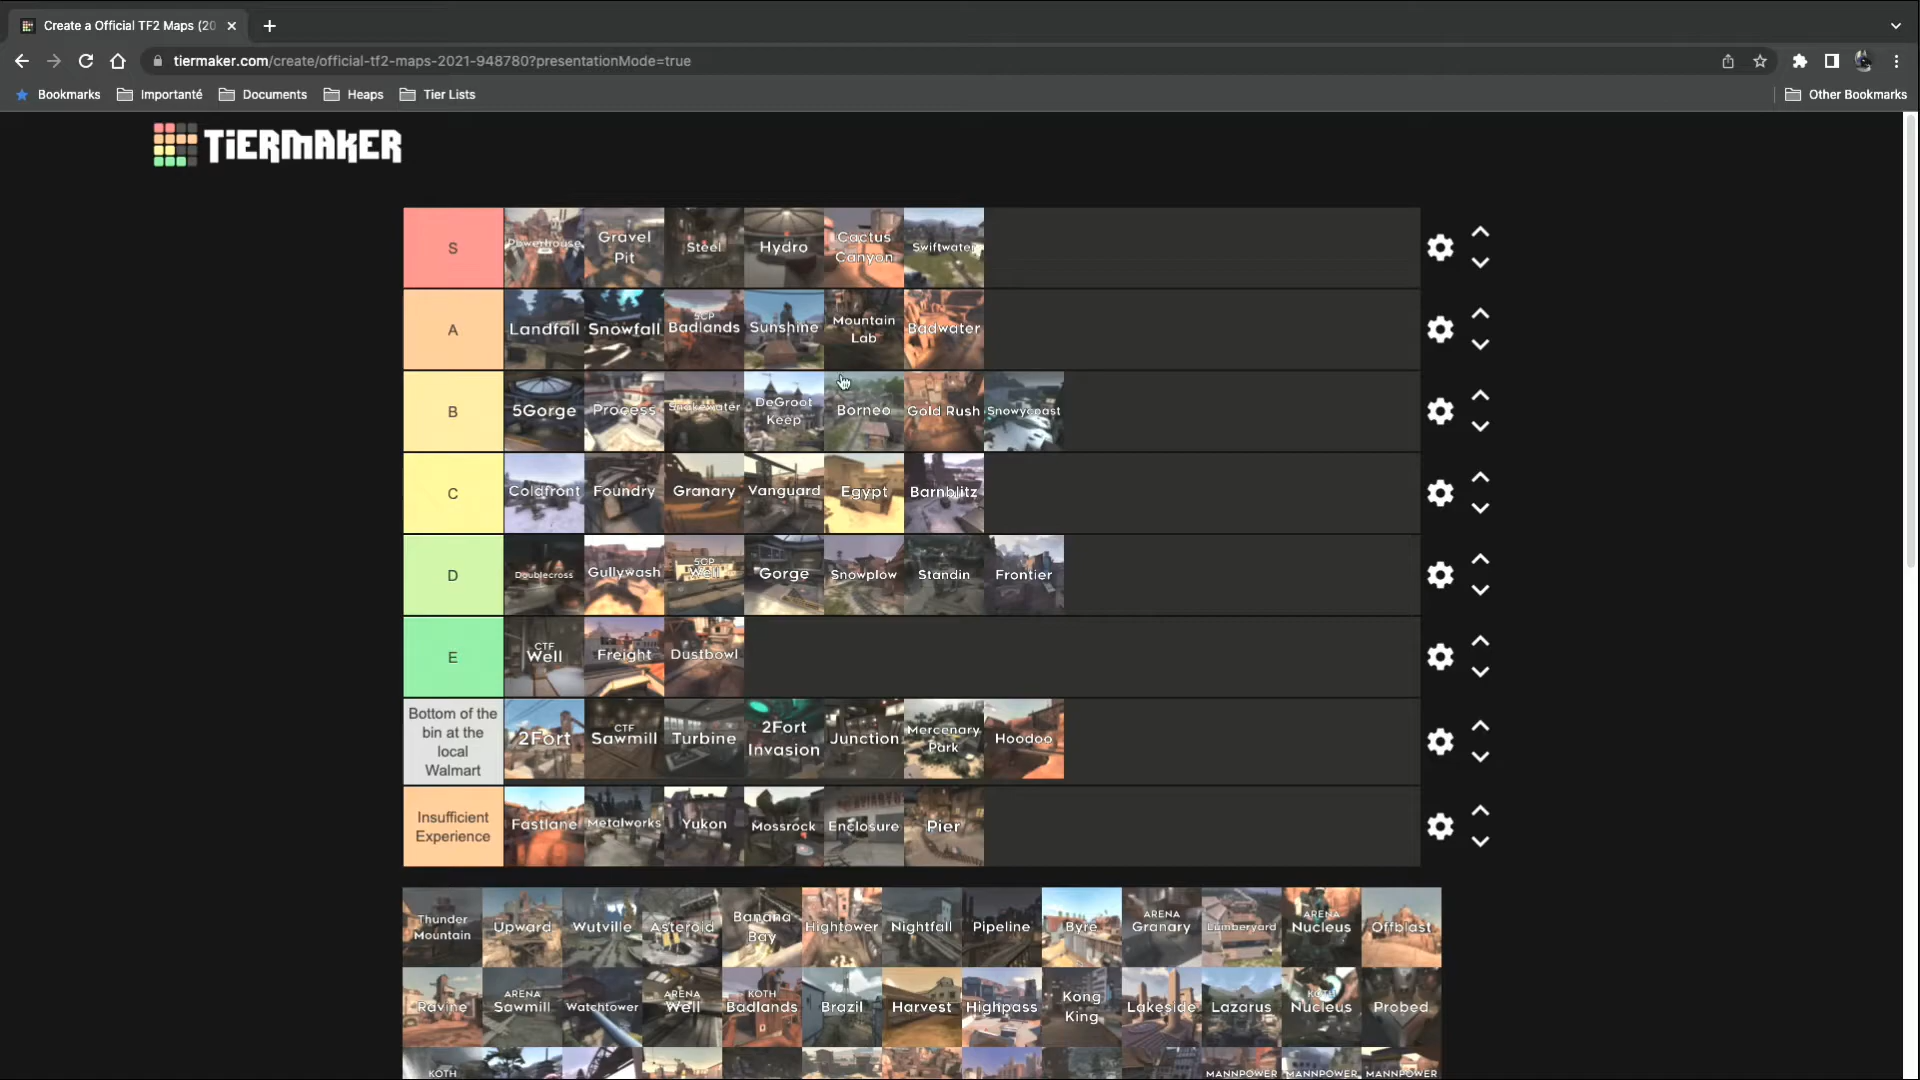 Create a Official TF2 Maps (20
tiermaker.com/create/official-tf2-maps-2021-948780?presentationMode=true
Bookmarks Importanté Documents Heaps Tier Lists Other Bookmarks
TiERMAKER
S Powerhouse Gravel Pit Steel Hydro Cactus Canyon Swiftwater
A Landfall Snowfall 5CP Badlands Sunshine Mountain Lab Badwater
B 5Gorge Process Snakewater DeGroot Keep Borneo Gold Rush Snowycoast
C Coldfront Foundry Granary Vanguard Egypt Barnblitz
D Doublecross Gullywash 5CP Well Gorge Snowplow Standin Frontier
E CTF Well Freight Dustbowl
Bottom of the bin at the local Walmart 2Fort CTF Sawmill Turbine 2Fort Invasion Junction Mercenary Park Hoodoo
Insufficient Experience Fastlane Metalworks Yukon Mossrock Enclosure Pier
Thunder Mountain Upward Wutville Asteroid Banana Bay Hightower Nightfall Pipeline Byre ARENA Granary Lumberyard ARENA Nucleus Offblast
Ravine ARENA Sawmill Watchtower ARENA Well KOTH Badlands Brazil Harvest Highpass Kong King Lakeside Lazarus KOTH Nucleus Probed
KOTH MANNPOWER MANNPOWER MANNPOWER